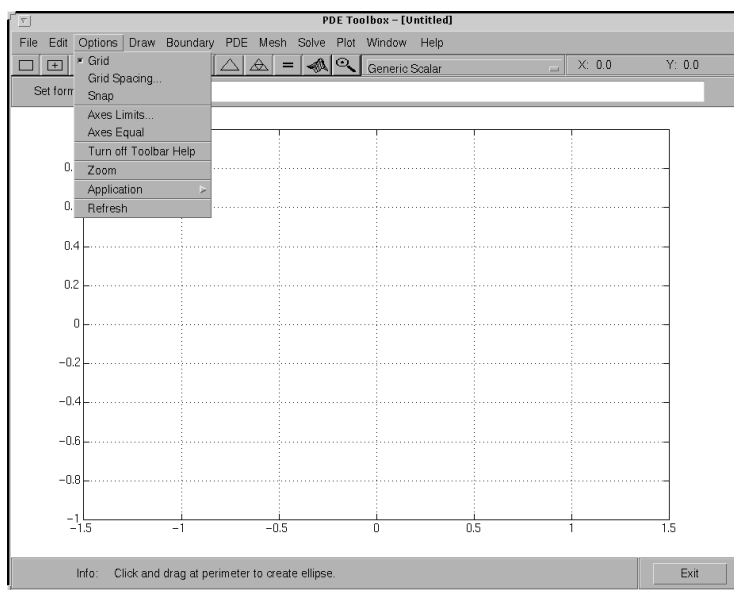 PDE Toolbox – [Untitled]
File Edit Options Draw Boundary PDE Mesh Solve Plot Window Help
= Generic Scalar X: 0.0 Y: 0.0
Grid
Grid Spacing...
Snap
Axes Limits...
Axes Equal
Turn off Toolbar Help
Zoom
Application
Refresh
Set form
0.
0.
0.4
0.2
0
−0.2
−0.4
−0.6
−0.8
−1
−1.5 −1 −0.5 0 0.5 1 1.5
Info: Click and drag at perimeter to create ellipse. Exit